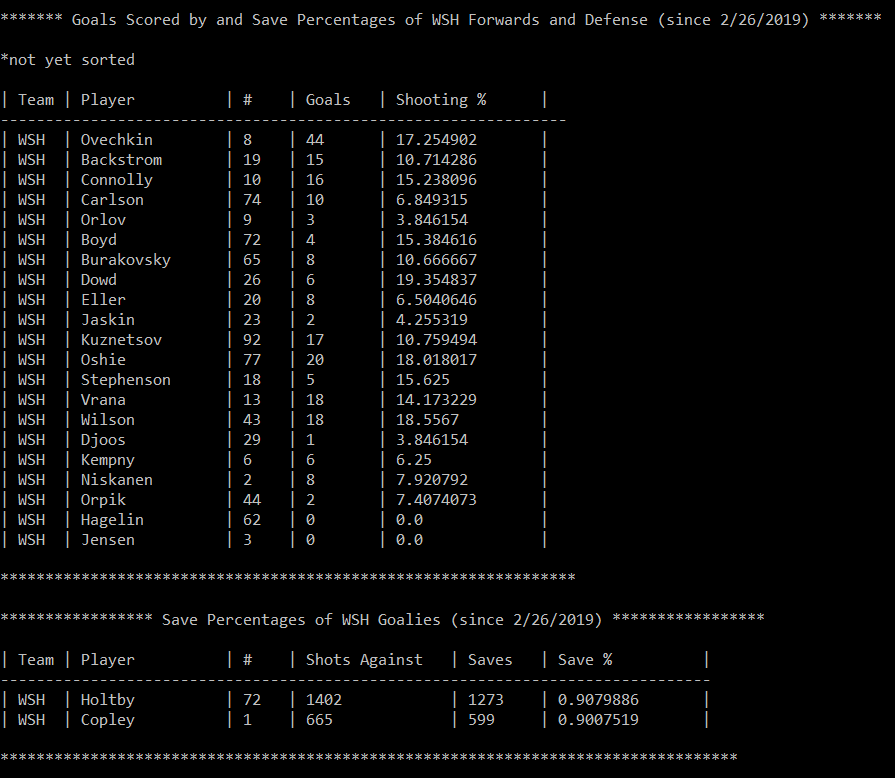 ******* Goals Scored by and Save Percentages of WSH Forwards and Defense (since 2/26/2019) *******
*not yet sorted
| Team | Player          | #    | Goals   | Shooting %      |
---------------------------------------------------------------
| WSH  | Ovechkin        | 8    | 44      | 17.254902       |
| WSH  | Backstrom       | 19   | 15      | 10.714286       |
| WSH  | Connolly        | 10   | 16      | 15.238096       |
| WSH  | Carlson         | 74   | 10      | 6.849315        |
| WSH  | Orlov           | 9    | 3       | 3.846154        |
| WSH  | Boyd            | 72   | 4       | 15.384616       |
| WSH  | Burakovsky      | 65   | 8       | 10.666667       |
| WSH  | Dowd            | 26   | 6       | 19.354837       |
| WSH  | Eller           | 20   | 8       | 6.5040646       |
| WSH  | Jaskin          | 23   | 2       | 4.255319        |
| WSH  | Kuznetsov       | 92   | 17      | 10.759494       |
| WSH  | Oshie           | 77   | 20      | 18.018017       |
| WSH  | Stephenson      | 18   | 5       | 15.625          |
| WSH  | Vrana           | 13   | 18      | 14.173229       |
| WSH  | Wilson          | 43   | 18      | 18.5567         |
| WSH  | Djoos           | 29   | 1       | 3.846154        |
| WSH  | Kempny          | 6    | 6       | 6.25            |
| WSH  | Niskanen        | 2    | 8       | 7.920792        |
| WSH  | Orpik           | 44   | 2       | 7.4074073       |
| WSH  | Hagelin         | 62   | 0       | 0.0             |
| WSH  | Jensen          | 3    | 0       | 0.0             |
****************************************************************
***************** Save Percentages of WSH Goalies (since 2/26/2019) *****************
| Team | Player          | #    | Shots Against   | Saves   | Save %          |
-------------------------------------------------------------------------------
| WSH  | Holtby          | 72   | 1402            | 1273    | 0.9079886       |
| WSH  | Copley          | 1    | 665             | 599     | 0.9007519       |
**********************************************************************************